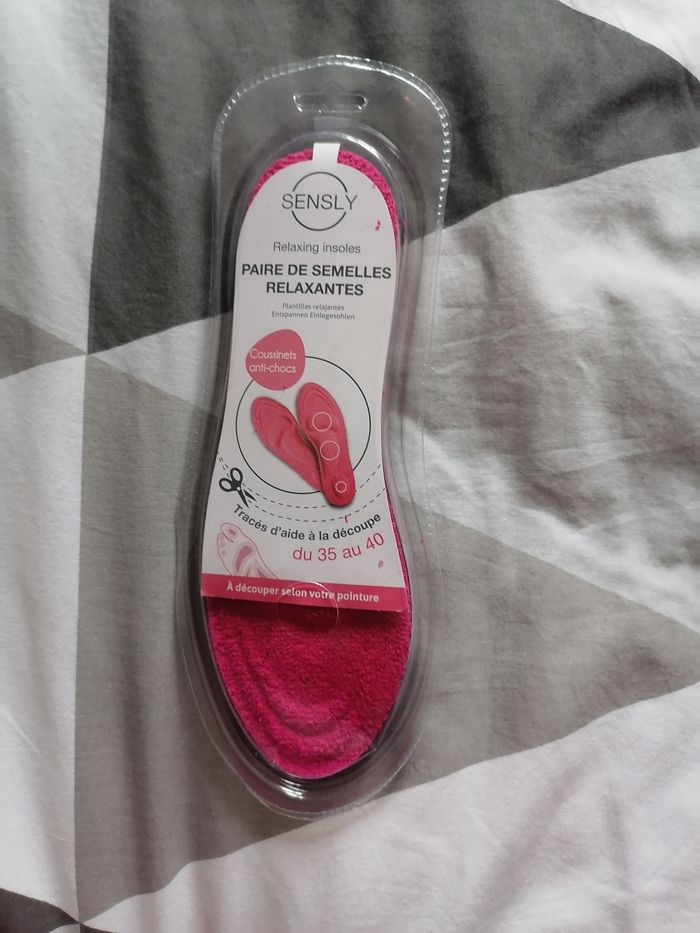 SENSLY
Relaxing insoles
PAIRE DE SEMELLES
RELAXANTES
Plantillas relajantes
Entspannen Einlegesohlen
Coussinets
anti-chocs
Tracés d'aide à la découpe
du 35 au 40
À découper selon votre pointure